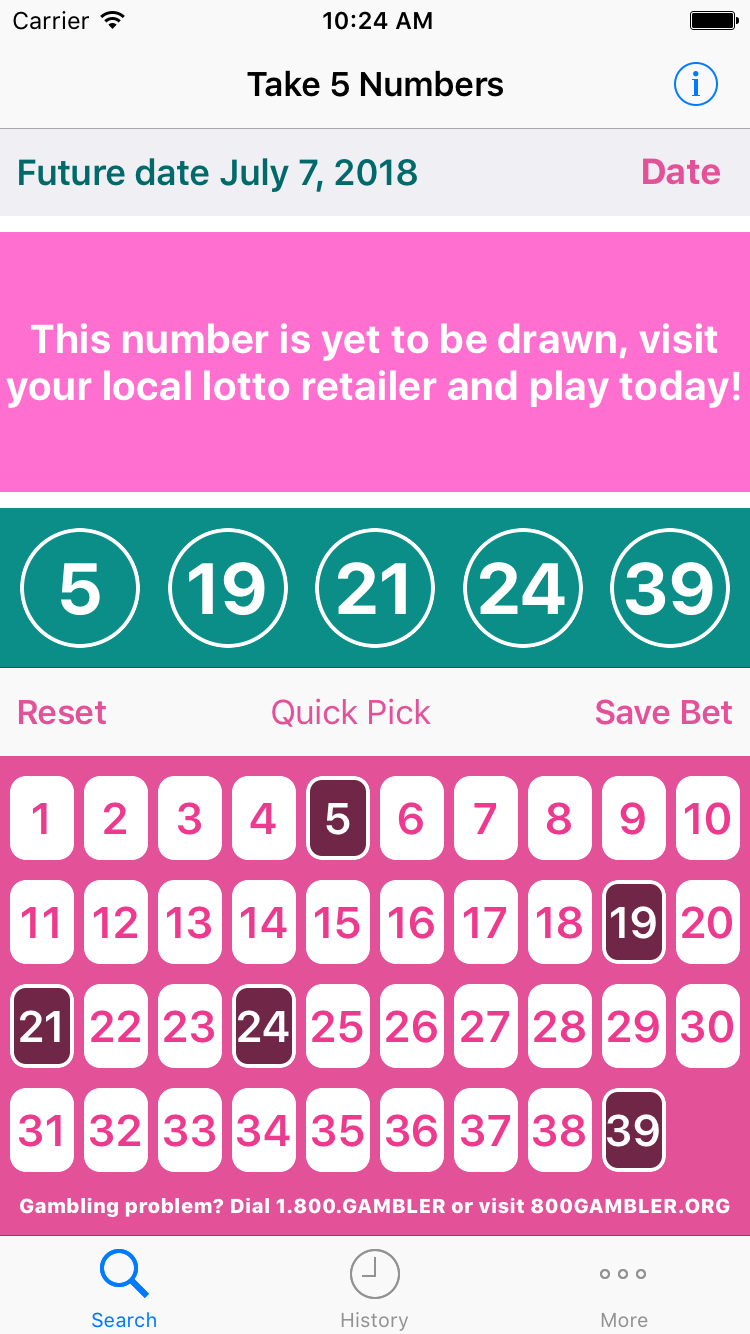 Carrier 10:24 AM
Take 5 Numbers i
Future date July 7, 2018 Date
This number is yet to be drawn, visit
your local lotto retailer and play today!
5 19 21 24 39
Reset Quick Pick Save Bet
1 2 3 4 5 6 7 8 9 10
11 12 13 14 15 16 17 18 19 20
21 22 23 24 25 26 27 28 29 30
31 32 33 34 35 36 37 38 39
Gambling problem? Dial 1.800.GAMBLER or visit 800GAMBLER.ORG
Search History More